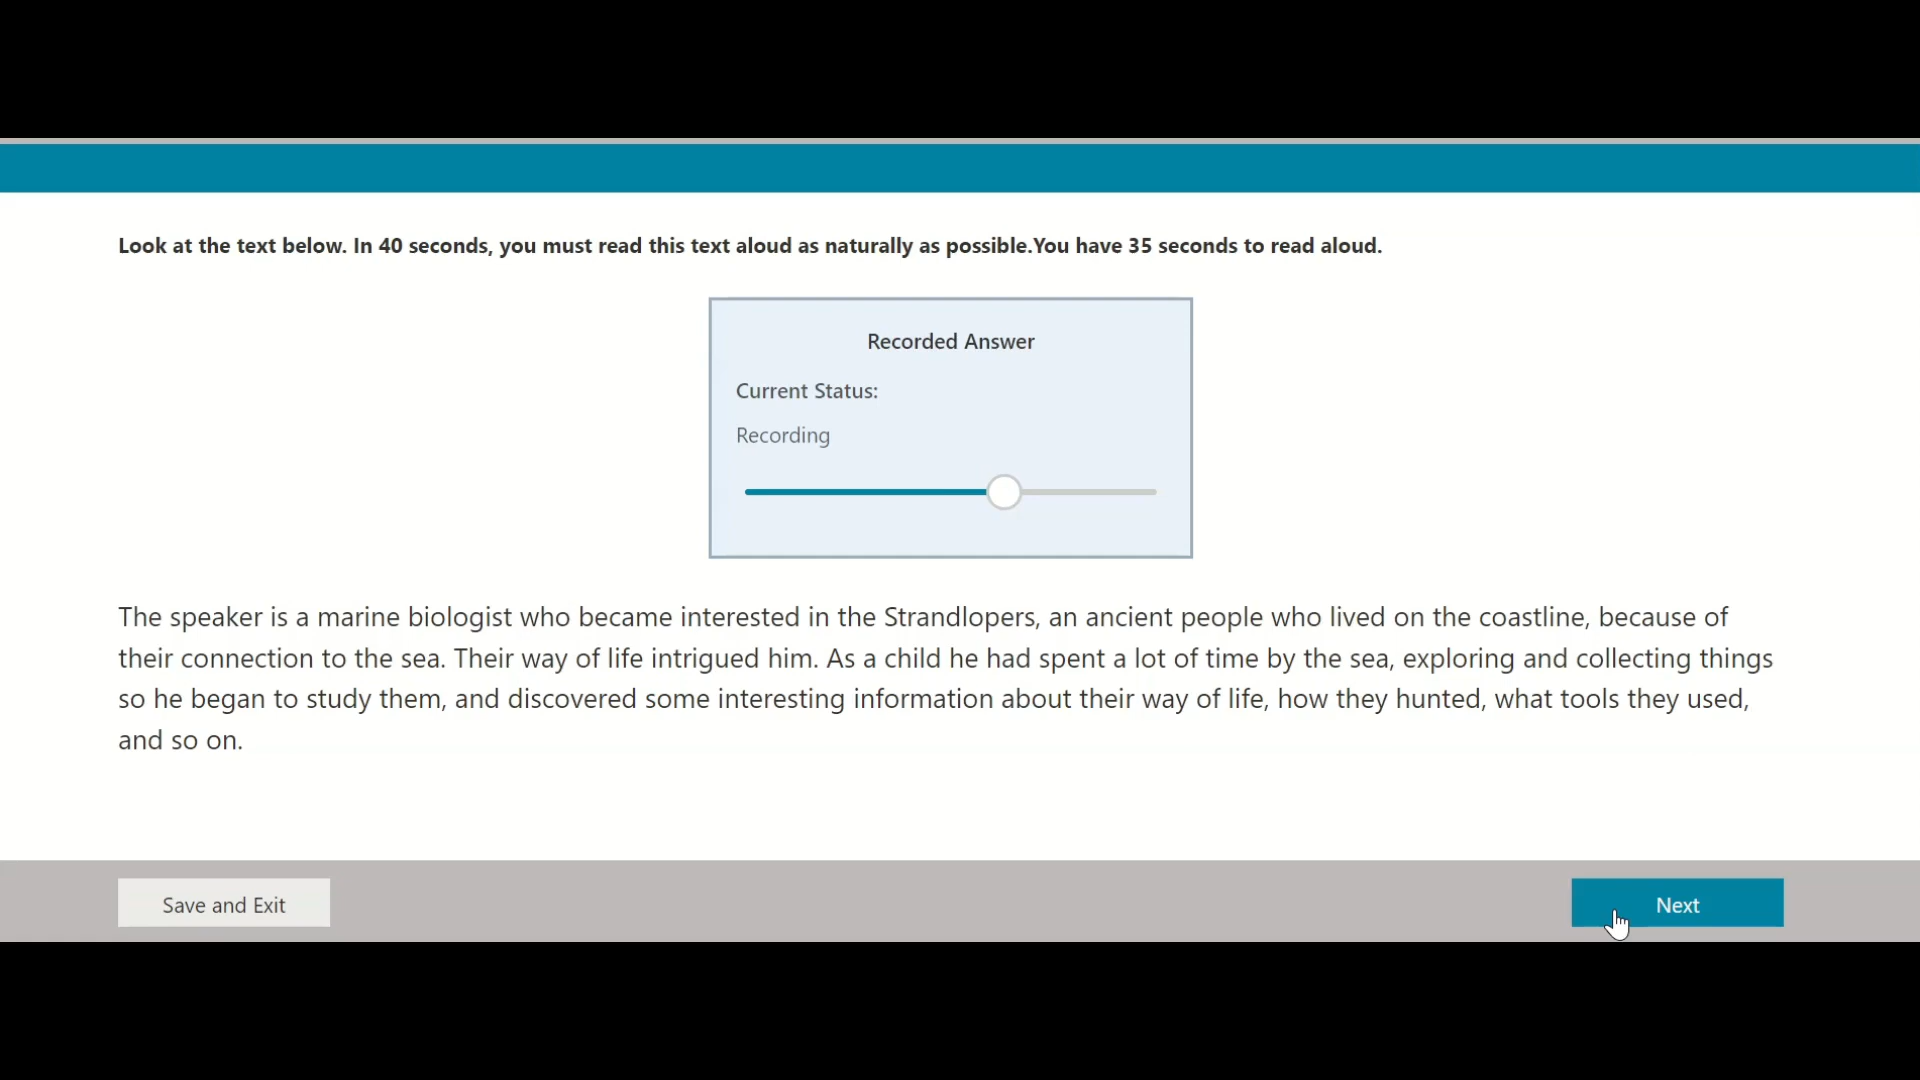 Look at the text below. In 40 seconds, you must read this text aloud as naturally as possible.You have 35 seconds to read aloud.
Recorded Answer
Current Status:
Recording
The speaker is a marine biologist who became interested in the Strandlopers, an ancient people who lived on the coastline, because of
their connection to the sea. Their way of life intrigued him. As a child he had spent a lot of time by the sea, exploring and collecting things
so he began to study them, and discovered some interesting information about their way of life, how they hunted, what tools they used,
and so on.
Save and Exit
Next